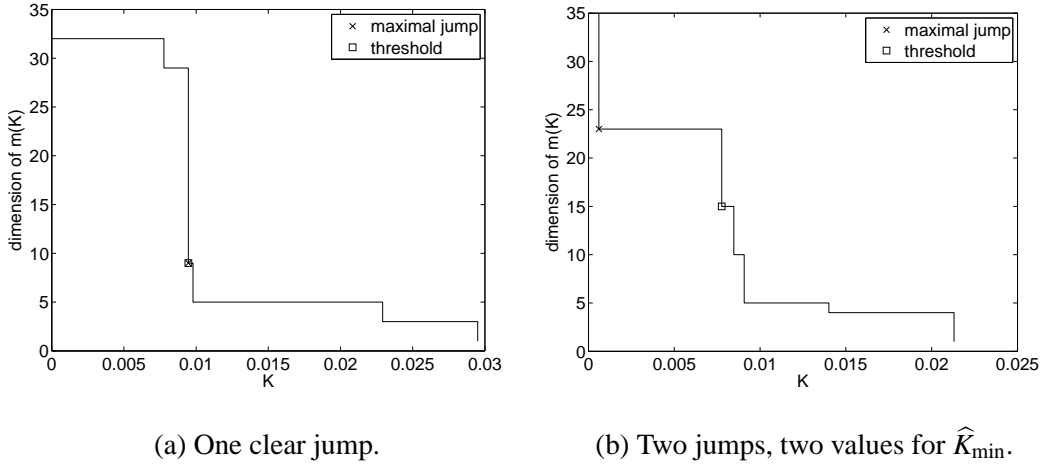 35
30
25
20
15
10
5
0
dimension of m(K)
0
0.005
0.01
0.015
0.02
0.025
0.03
K
maximal jump
threshold
35
30
25
20
15
10
5
0
dimension of m(K)
0
0.005
0.01
0.015
0.02
0.025
K
maximal jump
threshold
(a) One clear jump.
(b) Two jumps, two values for K̂min.